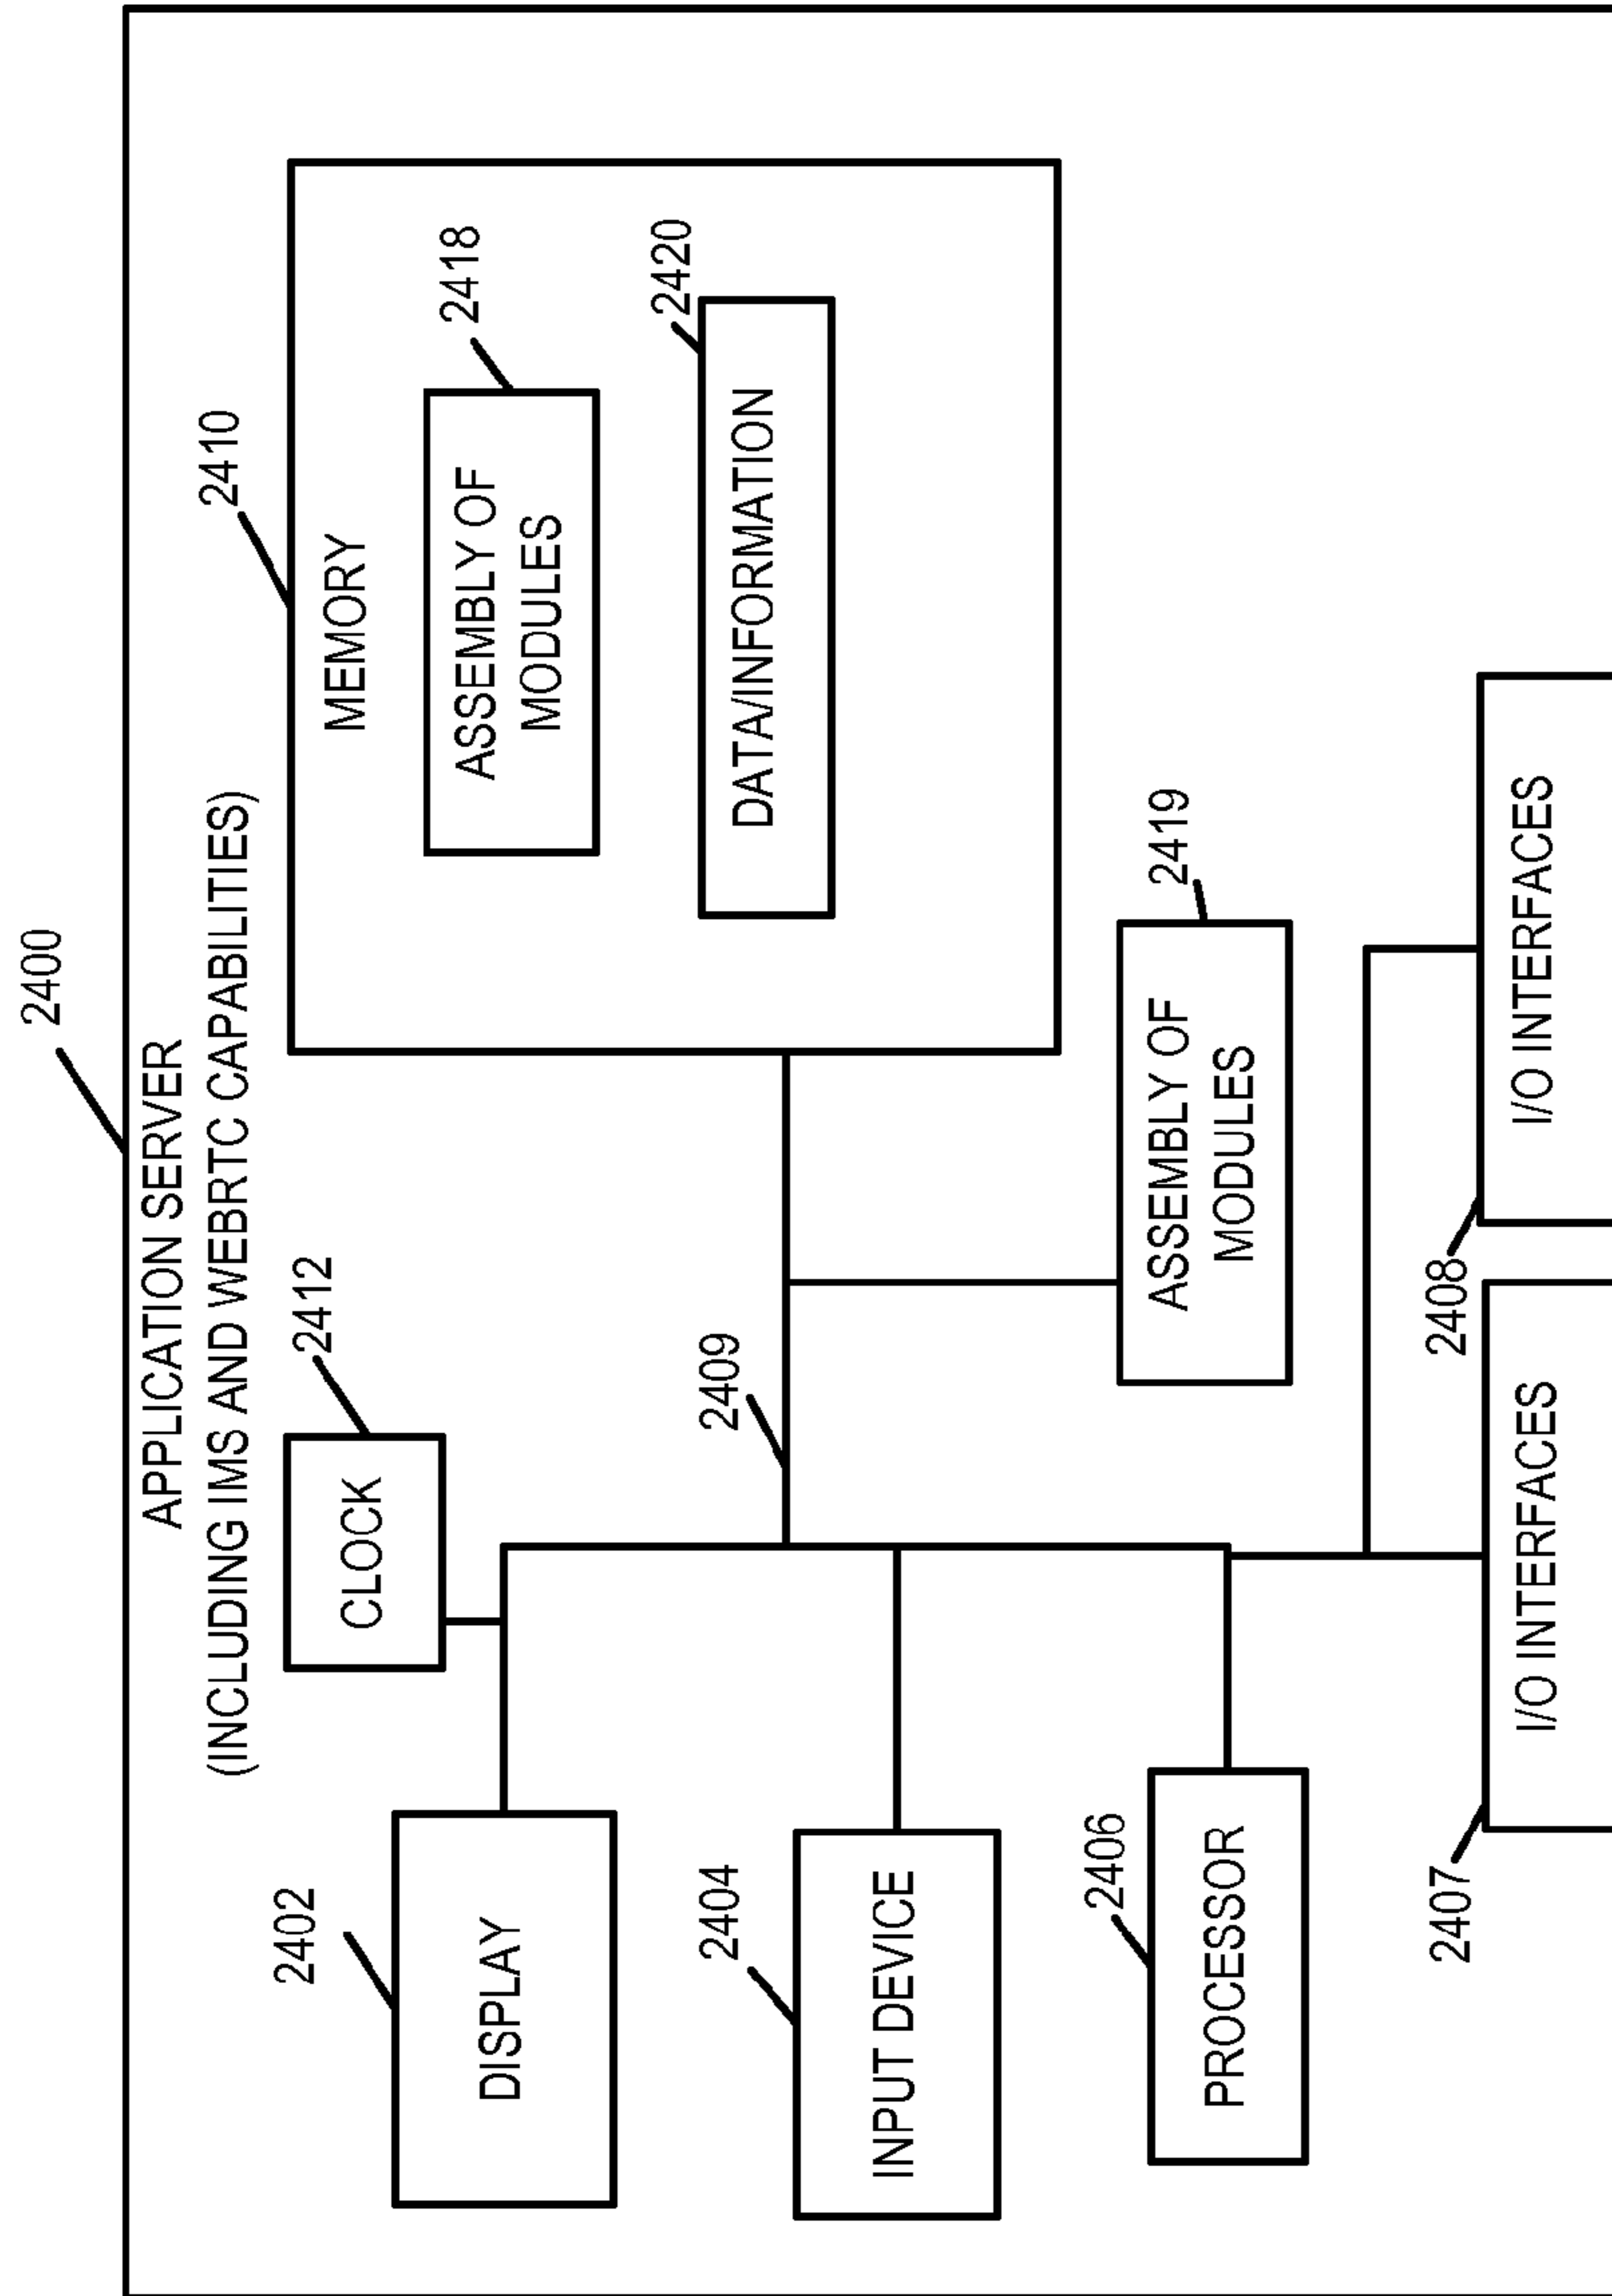 2400
APPLICATION SERVER
(INCLUDING IMS AND WEBRTC CAPABILITIES)
2402
DISPLAY
2412
CLOCK
2410
MEMORY
2418
ASSEMBLY OF
MODULES
2420
DATA/INFORMATION
2404
INPUT DEVICE
2409
2406
PROCESSOR
2419
ASSEMBLY OF
MODULES
2407
I/O INTERFACES
2408
I/O INTERFACES